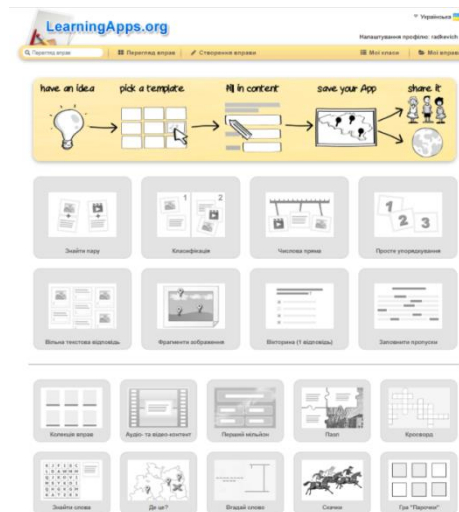 LearningApps.org
Українська
Налаштування профілю: radkevich
Перегляд вправ
Перегляд вправ
Створення вправи
Мої класи
Мої вправи
have an idea
pick a template
fill in content
save your App
share it
Знайти пару
Класифікація
Числова пряма
Просте упорядкування
Вільна текстова відповідь
Фрагменти зображення
Вікторина (1 відповідь)
Заповнити пропуски
Колекція вправ
Аудіо- та відео-контент
Перший мільйон
Пазл
Кросворд
Знайти слова
Де це?
Вгадай слово
Скачки
Гра "Парочки"